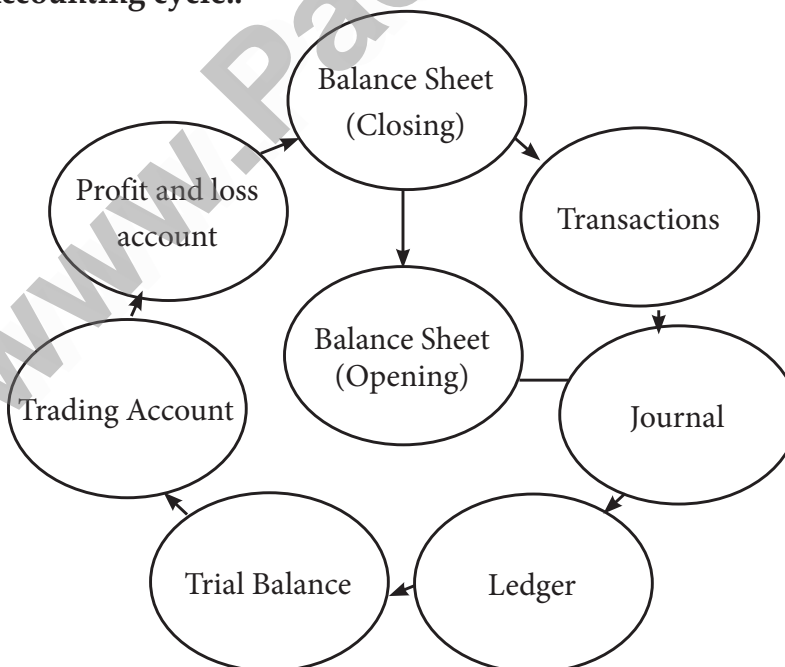 accounting cycle..
Balance Sheet
(Closing)
Transactions
Profit and loss
account
Balance Sheet
(Opening)
Journal
Trading Account
Trial Balance
Ledger